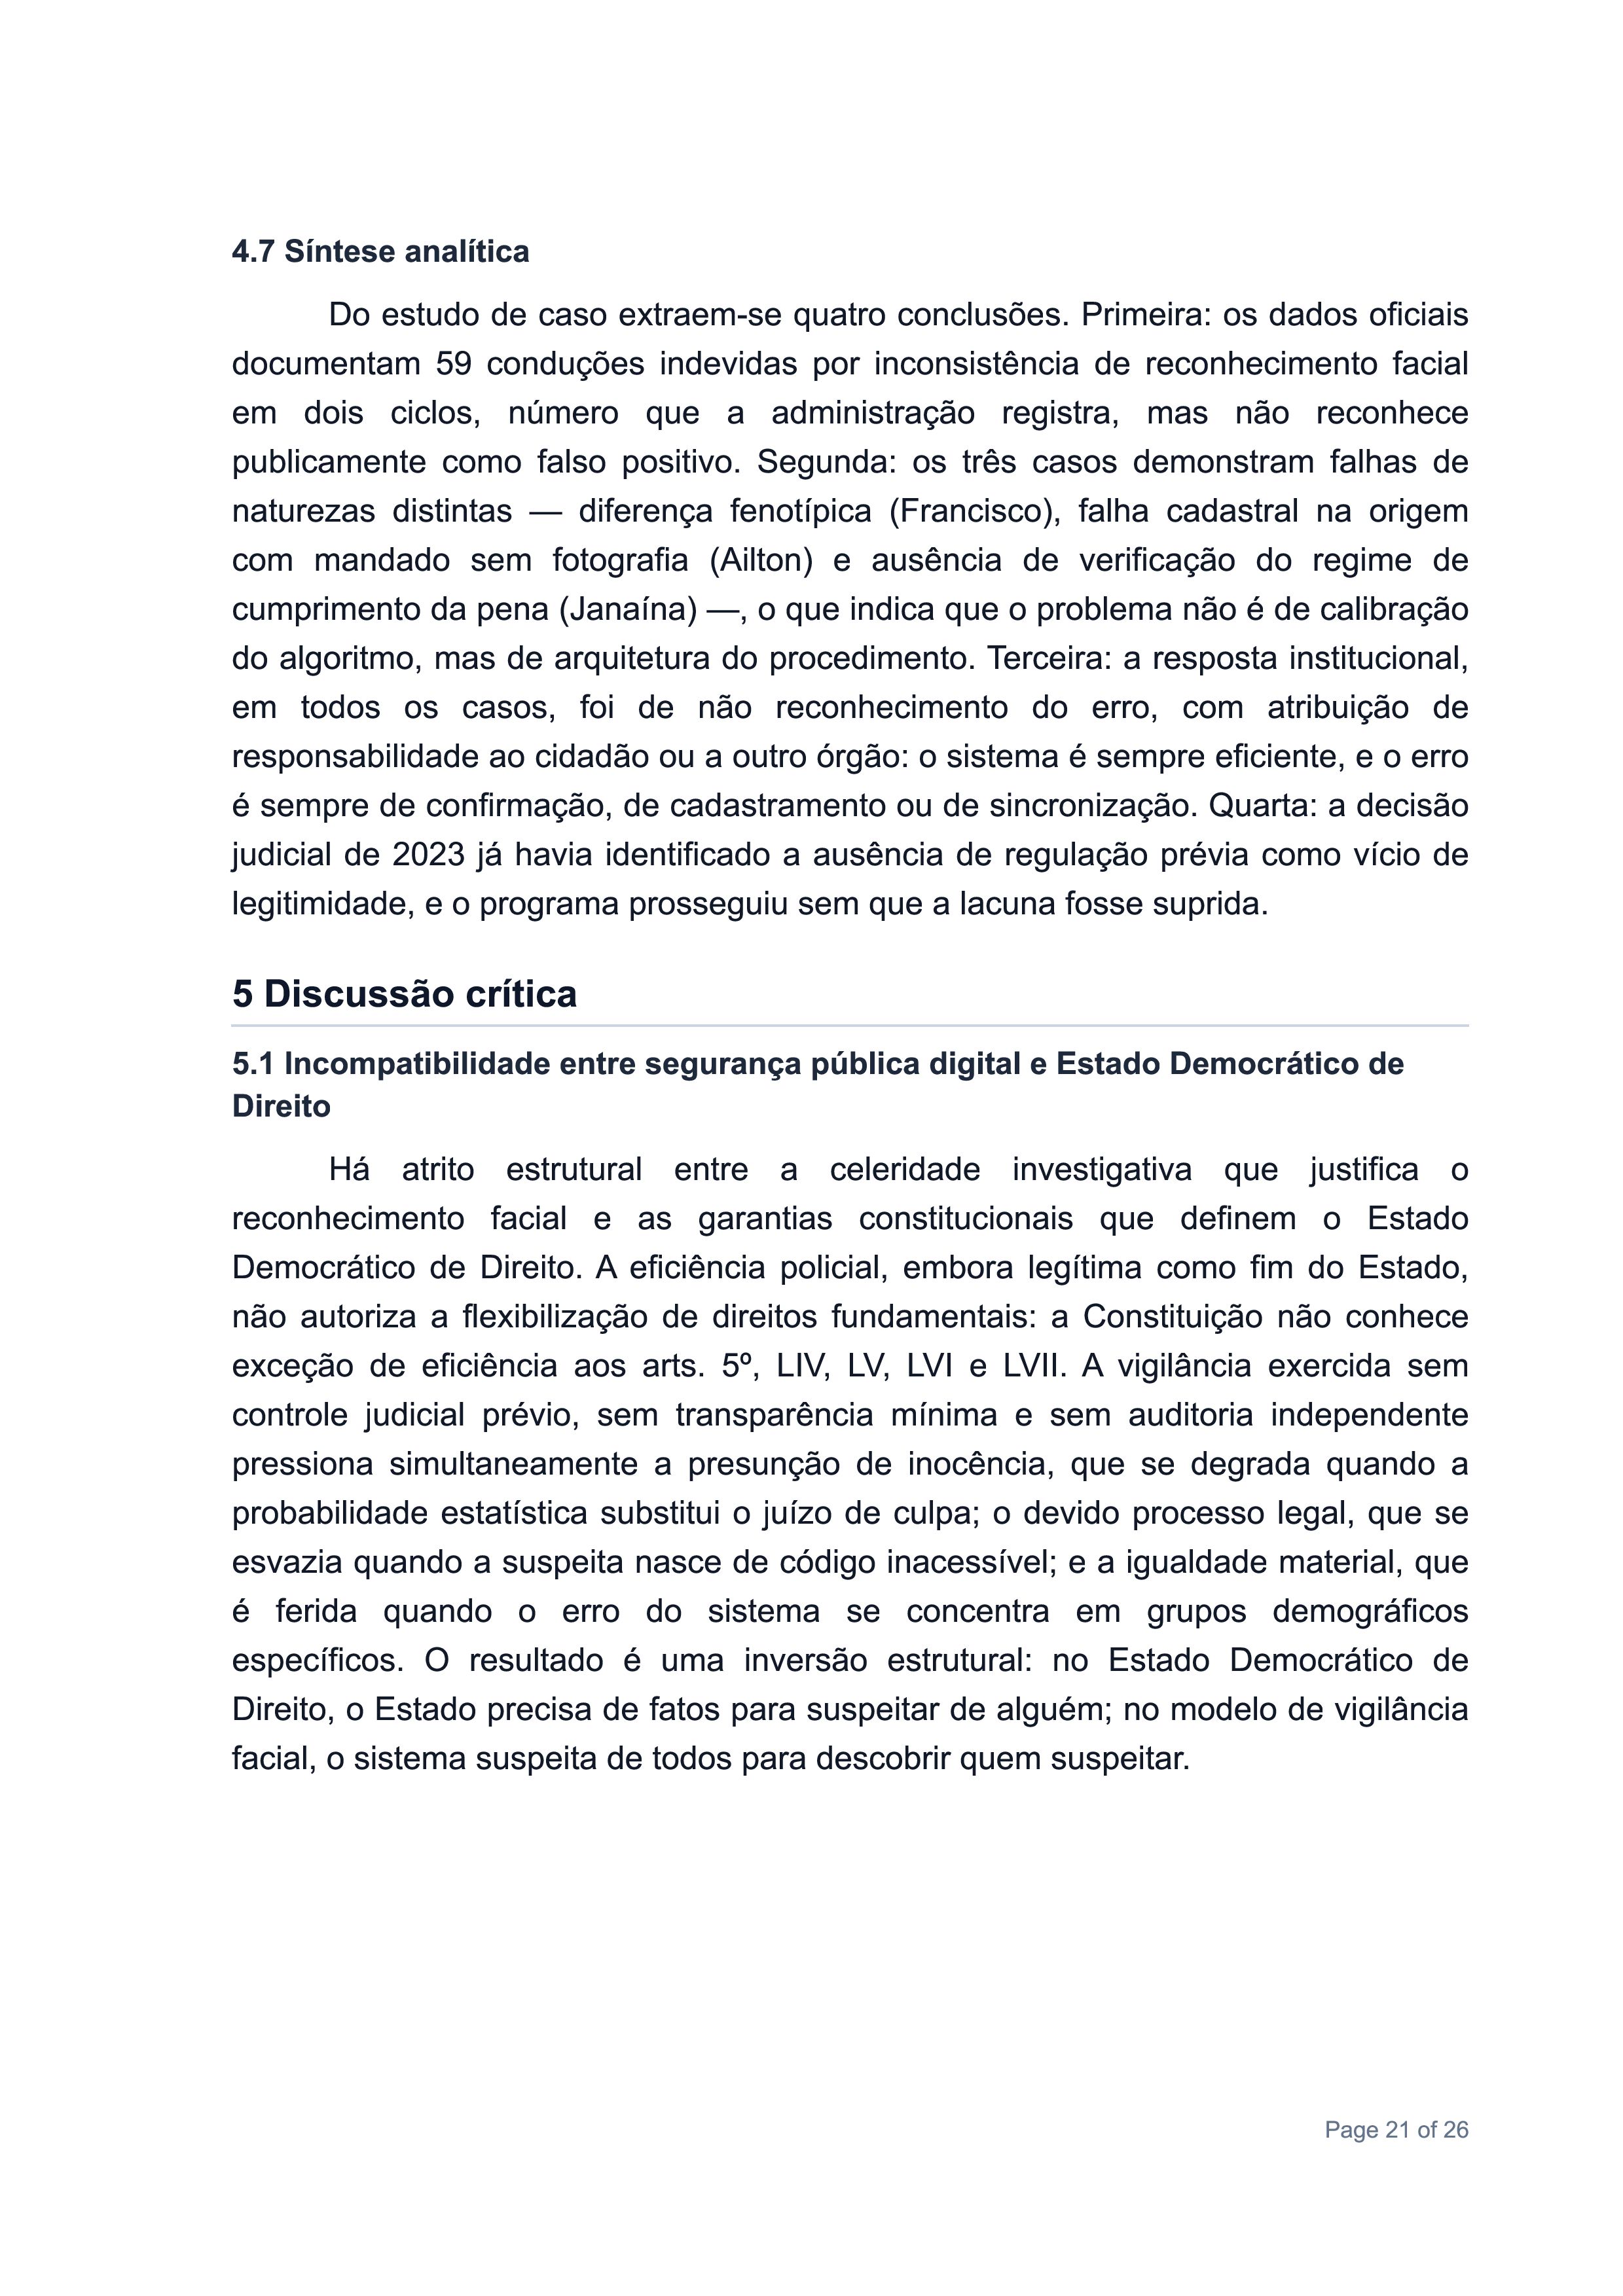 4.7 Síntese analítica
Do estudo de caso extraem-se quatro conclusões. Primeira: os dados oficiais
documentam 59 conduções indevidas por inconsistência de reconhecimento facial
em dois ciclos, número que a administração registra, mas não reconhece
publicamente como falso positivo. Segunda: os três casos demonstram falhas de
naturezas distintas — diferença fenotípica (Francisco), falha cadastral na origem
com mandado sem fotografia (Ailton) e ausência de verificação do regime de
cumprimento da pena (Janaína) —, o que indica que o problema não é de calibração
do algoritmo, mas de arquitetura do procedimento. Terceira: a resposta institucional,
em todos os casos, foi de não reconhecimento do erro, com atribuição de
responsabilidade ao cidadão ou a outro órgão: o sistema é sempre eficiente, e o erro
é sempre de confirmação, de cadastramento ou de sincronização. Quarta: a decisão
judicial de 2023 já havia identificado a ausência de regulação prévia como vício de
legitimidade, e o programa prosseguiu sem que a lacuna fosse suprida.
5 Discussão crítica
5.1 Incompatibilidade entre segurança pública digital e Estado Democrático de
Direito
Há atrito estrutural entre a celeridade investigativa que justifica o
reconhecimento facial e as garantias constitucionais que definem o Estado
Democrático de Direito. A eficiência policial, embora legítima como fim do Estado,
não autoriza a flexibilização de direitos fundamentais: a Constituição não conhece
exceção de eficiência aos arts. 5º, LIV, LV, LVI e LVII. A vigilância exercida sem
controle judicial prévio, sem transparência mínima e sem auditoria independente
pressiona simultaneamente a presunção de inocência, que se degrada quando a
probabilidade estatística substitui o juízo de culpa; o devido processo legal, que se
esvazia quando a suspeita nasce de código inacessível; e a igualdade material, que
é ferida quando o erro do sistema se concentra em grupos demográficos
específicos. O resultado é uma inversão estrutural: no Estado Democrático de
Direito, o Estado precisa de fatos para suspeitar de alguém; no modelo de vigilância
facial, o sistema suspeita de todos para descobrir quem suspeitar.
Page 21 of 26